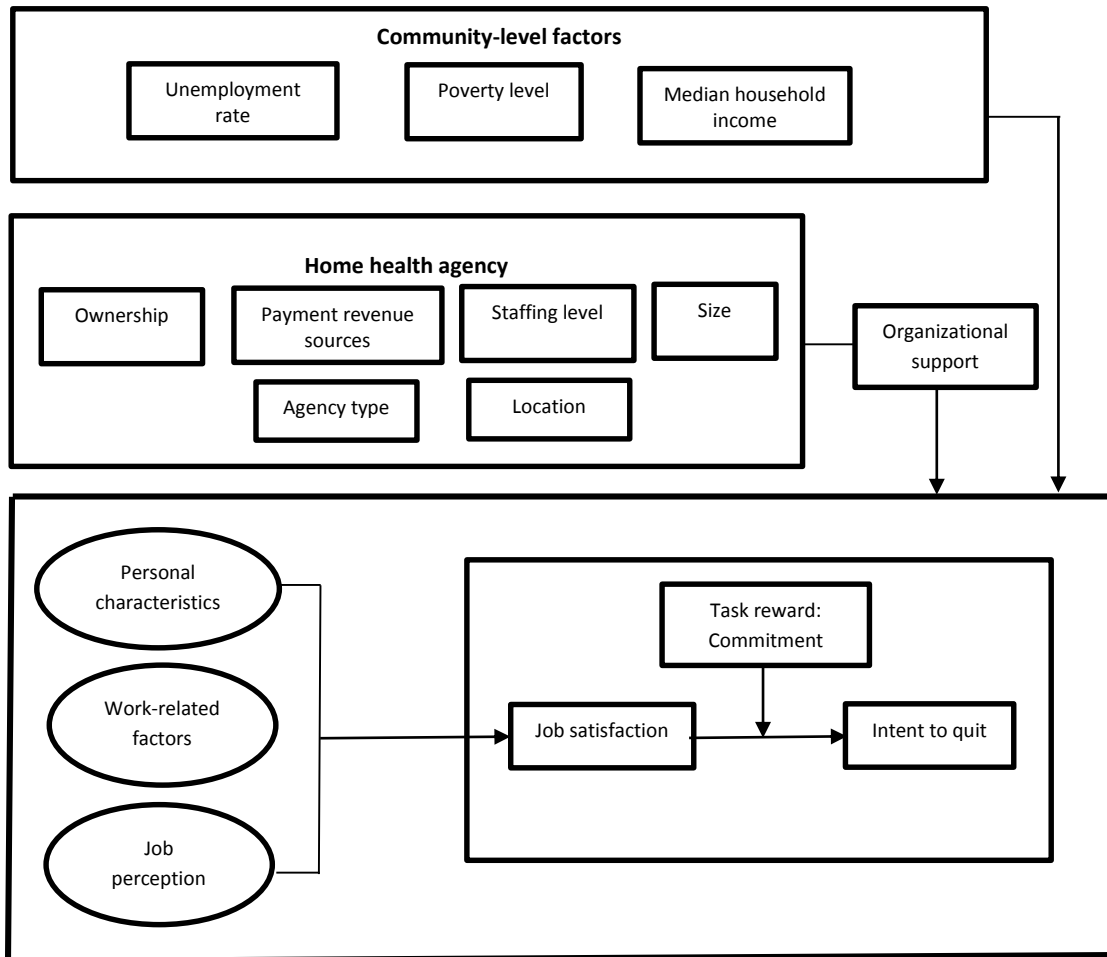 Community-level factors
Unemployment
rate
Poverty level
Median household
income
Home health agency
Ownership
Payment revenue
sources
Staffing level
Size
Agency type
Location
Organizational
support
Personal
characteristics
Work-related
factors
Job
perception
Task reward:
Commitment
Job satisfaction
Intent to quit